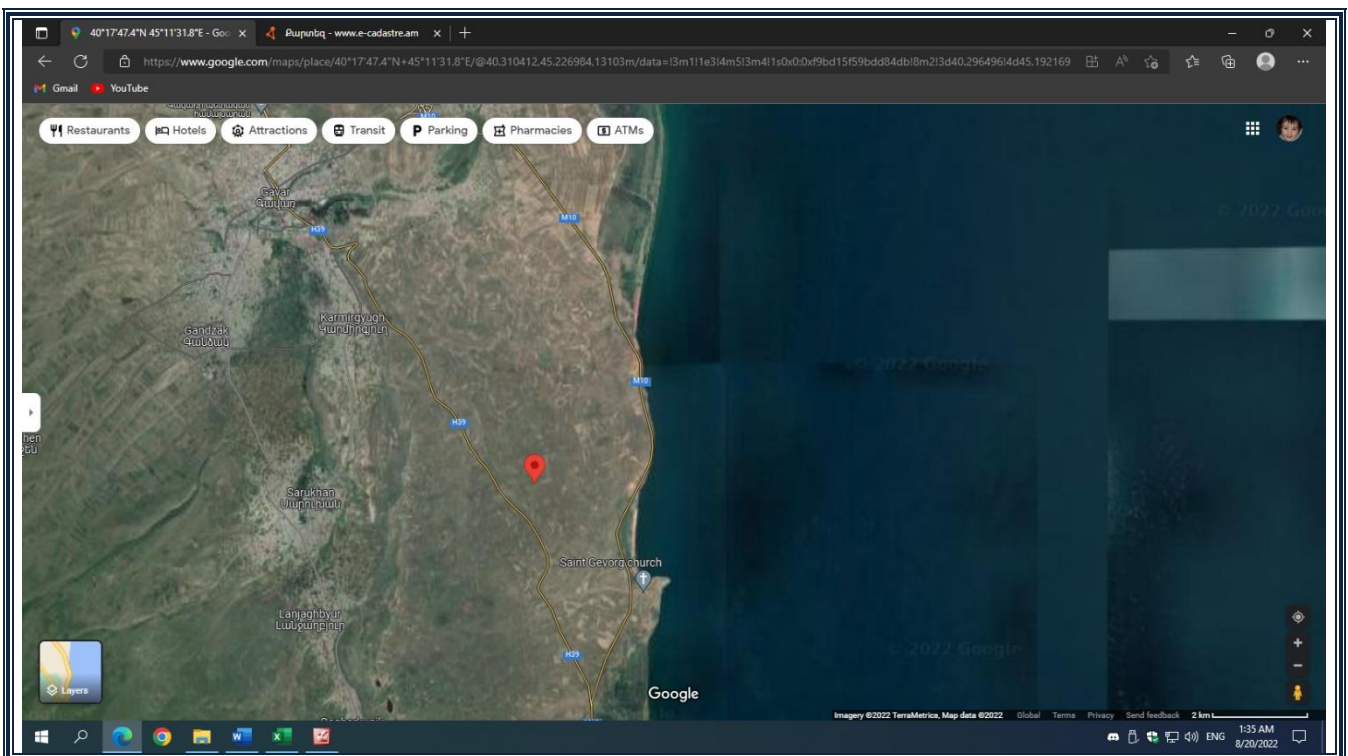 40°17'47.4"N 45°11'31.8"E - Goo
Քարտեզ - www.e-cadastre.am
https://www.google.com/maps/place/40°17'47.4"N+45°11'31.8"E/@40.310412,45.226984,13103m/data=!3m1!1e3!4m5!3m4!1s0x0:0xf9bd15f59bdd84db!8m2!3d40.296496!4d45.192169
Gmail
YouTube
Restaurants
Hotels
Attractions
Transit
Parking
Pharmacies
ATMs
M10
Gavar
Գավառ
M10
H39
© 2022 Goo
Karmirgyugh
Կարմիրգյուղ
Gandzak
Գանձակ
© 2022 Google
M10
H39
hen
շեն
Sarukhan
Սարուխան
Saint Gevorg church
Lanjaghbyur
Լանջաղբյուր
© 2022 Google
H39
Layers
Google
Imagery ©2022 TerraMetrics, Map data ©2022 Global Terms Privacy Send feedback 2 km
ENG
1:35 AM
8/20/2022